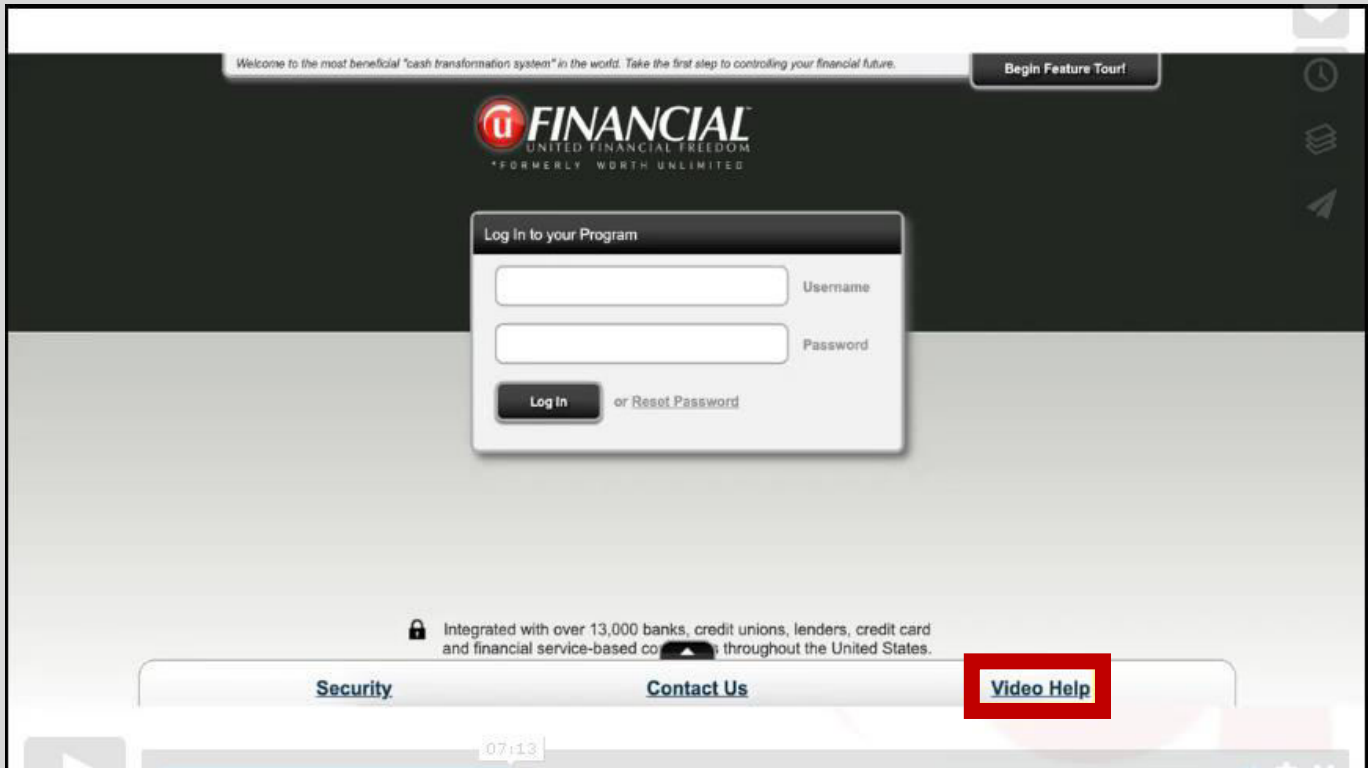 Welcome to the most beneficial "cash transformation system" in the world. Take the first step to controlling your financial future.
Begin Feature Tour!
u FINANCIAL™
UNITED FINANCIAL FREEDOM
*FORMERLY WORTH UNLIMITED
Log In to your Program
Username
Password
Log In or Reset Password
Integrated with over 13,000 banks, credit unions, lenders, credit card
and financial service-based co s throughout the United States.
Security Contact Us Video Help
07:13